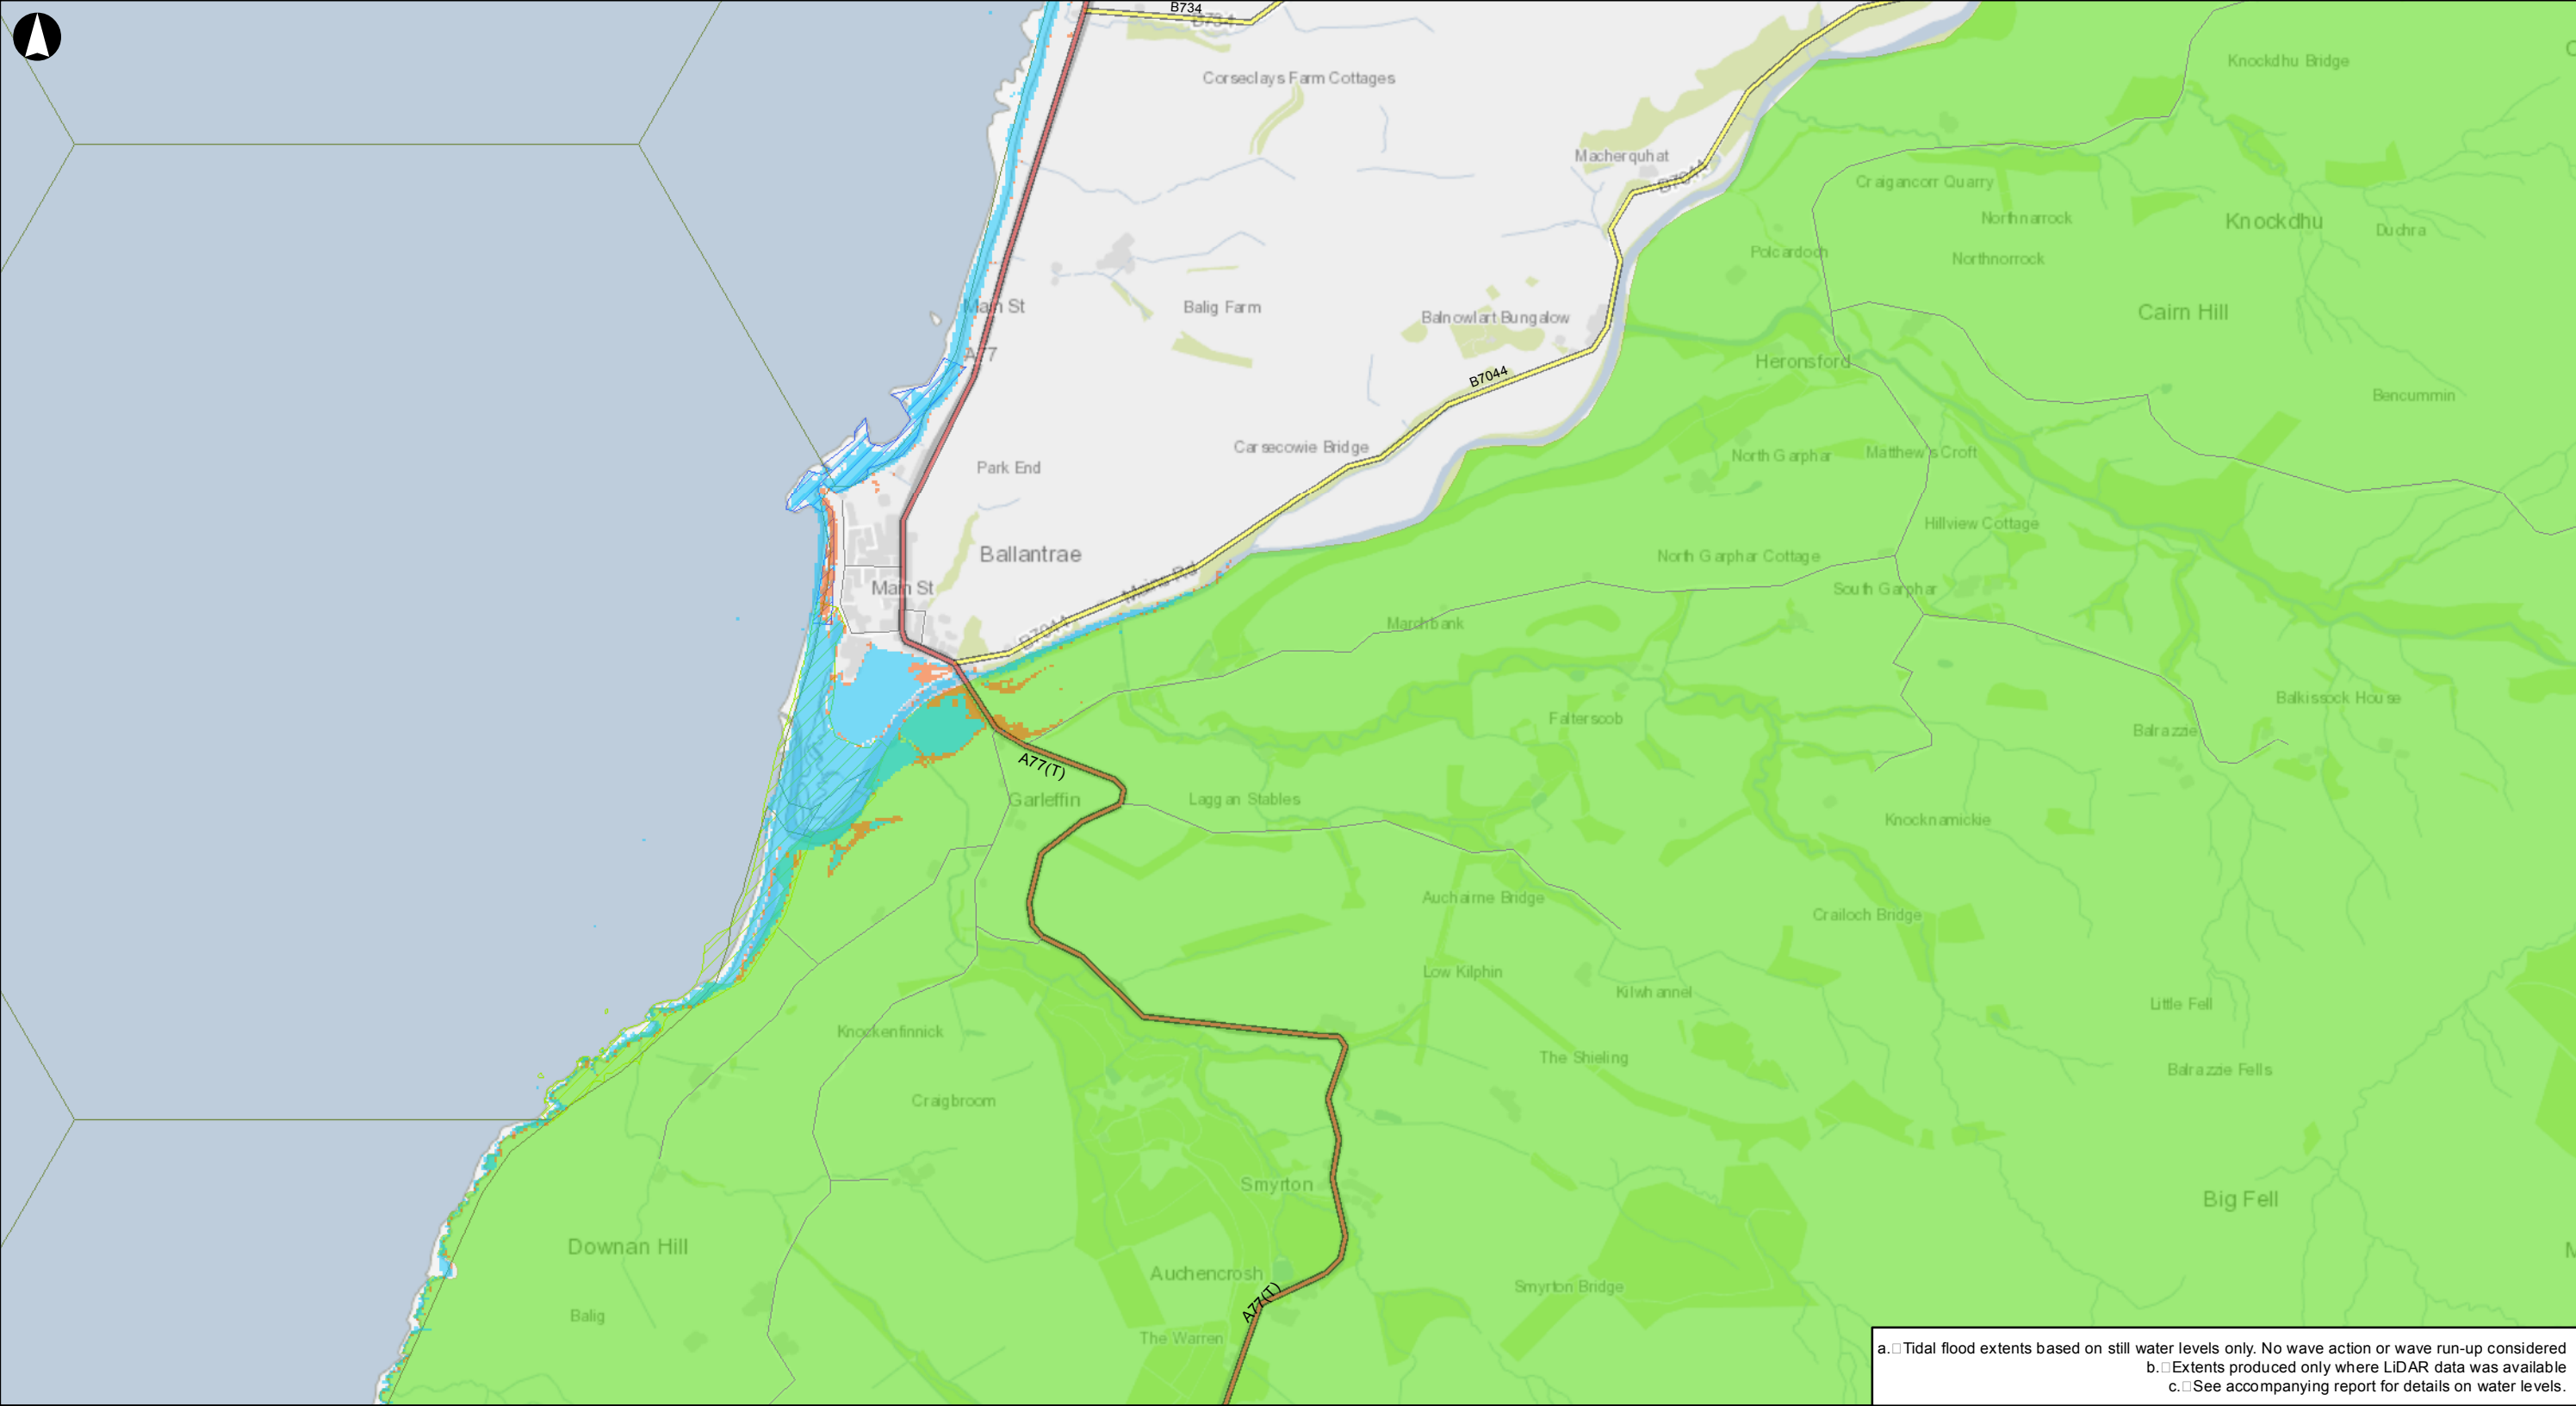 B734
B734
Corseclays Farm Cottages
Knockdhu Bridge
Macherquhat
B7044
Craigancorr Quarry
Northnarrock
Knockdhu
Duchra
Polcardoch
Northnorrock
Main St
Balig Farm
Balnowlart Bungalow
Cairn Hill
A77
Heronsford
B7044
Bencummin
Carsecowie Bridge
North Garphar
Matthew's Croft
Park End
Hillview Cottage
Ballantrae
North Garphar Cottage
Main St
Mains Rd
South Garphar
B7044
Marchbank
Balkissock House
Falterscob
Balrazzie
A77(T)
Garleffin
Laggan Stables
Knocknamickie
Auchairne Bridge
Crailoch Bridge
Low Kilphin
Kilwhannel
Little Fell
Knockenfinnick
The Shieling
Balrazzie Fells
Craigbroom
Smyrton
Big Fell
Downan Hill
Auchencrosh
Smyrton Bridge
A77(T)
Balig
The Warren
a. Tidal flood extents based on still water levels only. No wave action or wave run-up considered
b. Extents produced only where LiDAR data was available
c. See accompanying report for details on water levels.